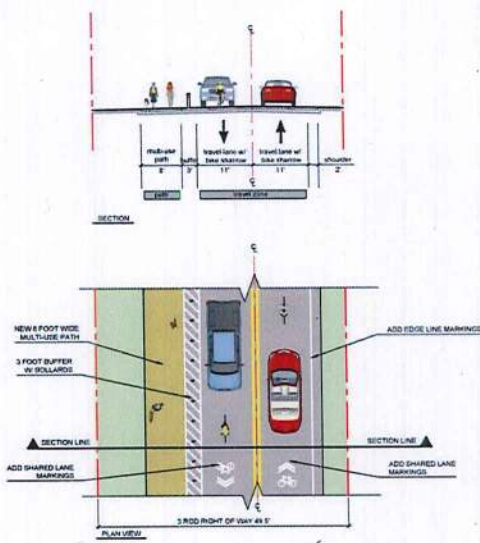 ℄
multi-use
path
8'
buffer
3'
travel lane w/
bike sharrow
11'
travel lane w/
bike sharrow
11'
shoulder
2'
℄
path
travel zone
SECTION
℄
NEW 8 FOOT WIDE
MULTI-USE PATH
ADD EDGE LINE MARKINGS
3 FOOT BUFFER
W/ BOLLARDS
SECTION LINE
SECTION LINE
ADD SHARED LANE
MARKINGS
ADD SHARED LANE
MARKINGS
3 ROD RIGHT OF WAY 49.5'
PLAN VIEW
℄